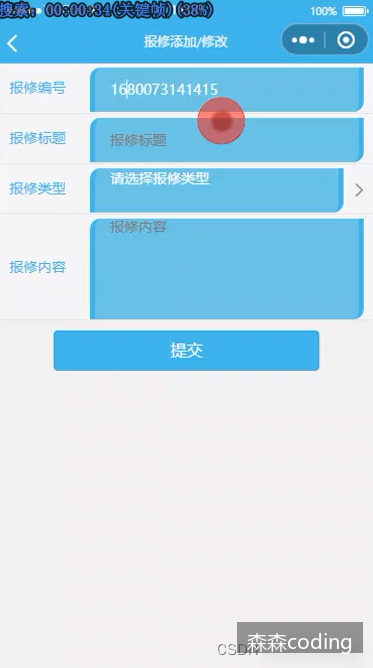 搜索: 00:00:34(关键帧)(38%)
100%
报修添加/修改
报修编号
1680073141415
报修标题
报修标题
报修类型
请选择报修类型
报修内容
报修内容
提交
森森coding